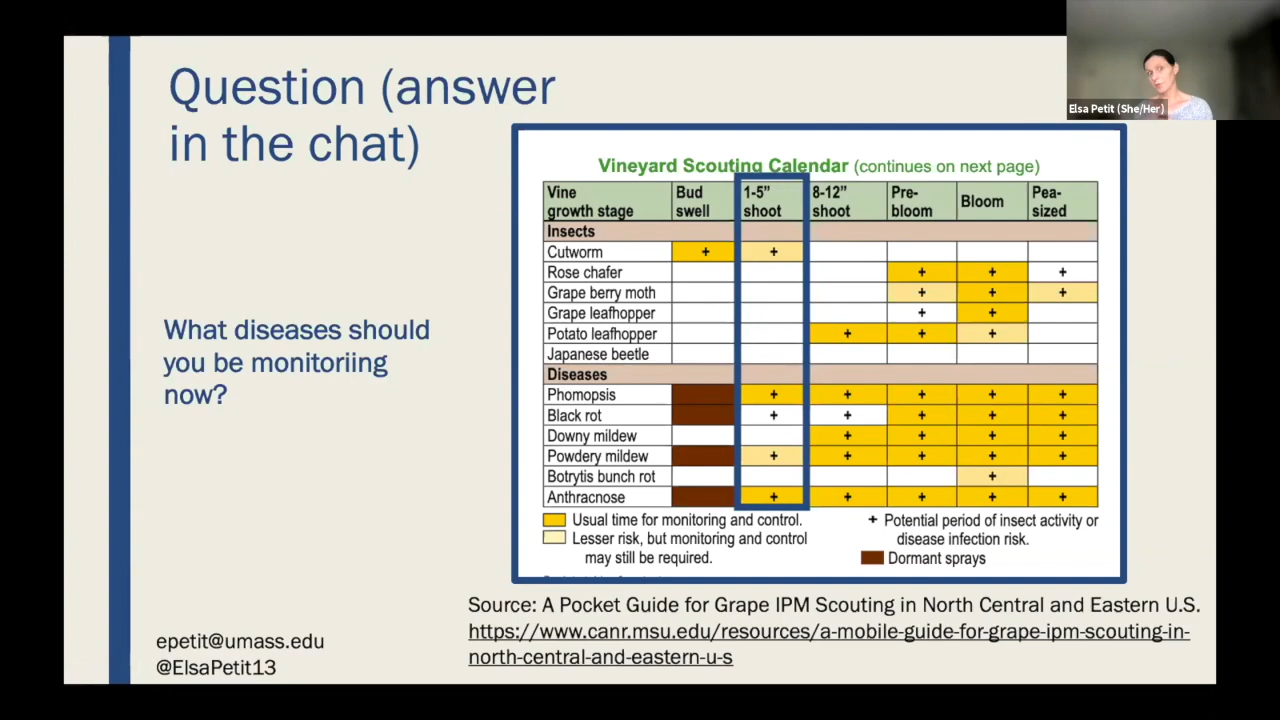 Question (answer
in the chat)
What diseases should
you be monitoriing
now?
epetit@umass.edu
@ElsaPetit13
Elsa Petit (She/Her)
Vineyard Scouting Calendar (continues on next page)
Vine growth stage Bud swell 1-5" shoot 8-12" shoot Pre-bloom Bloom Pea-sized
Insects
Cutworm + +
Rose chafer + + +
Grape berry moth + + +
Grape leafhopper + +
Potato leafhopper + + +
Japanese beetle
Diseases
Phomopsis + + + + +
Black rot + + + + +
Downy mildew + + + +
Powdery mildew + + + + +
Botrytis bunch rot +
Anthracnose + + + + +
Usual time for monitoring and control.
Lesser risk, but monitoring and control
may still be required.
+ Potential period of insect activity or
disease infection risk.
Dormant sprays
Source: A Pocket Guide for Grape IPM Scouting in North Central and Eastern U.S.
https://www.canr.msu.edu/resources/a-mobile-guide-for-grape-ipm-scouting-in-
north-central-and-eastern-u-s